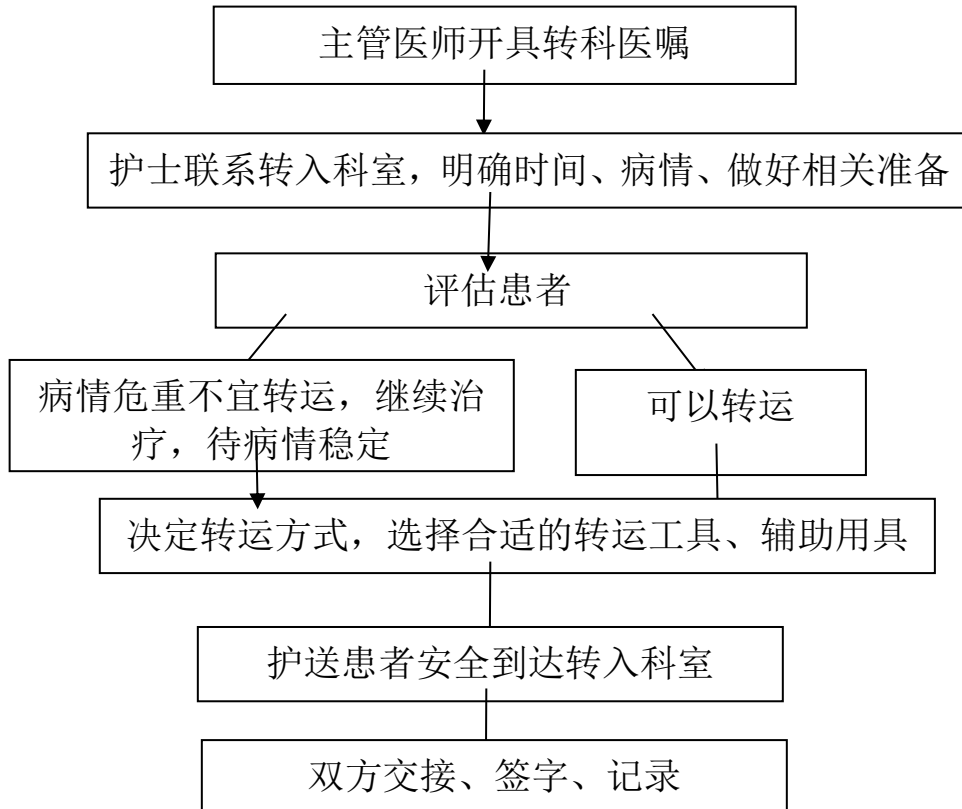 主管医师开具转科医嘱
护士联系转入科室，明确时间、病情、做好相关准备
评估患者
病情危重不宜转运，继续治
疗，待病情稳定
可以转运
决定转运方式，选择合适的转运工具、辅助用具
护送患者安全到达转入科室
双方交接、签字、记录